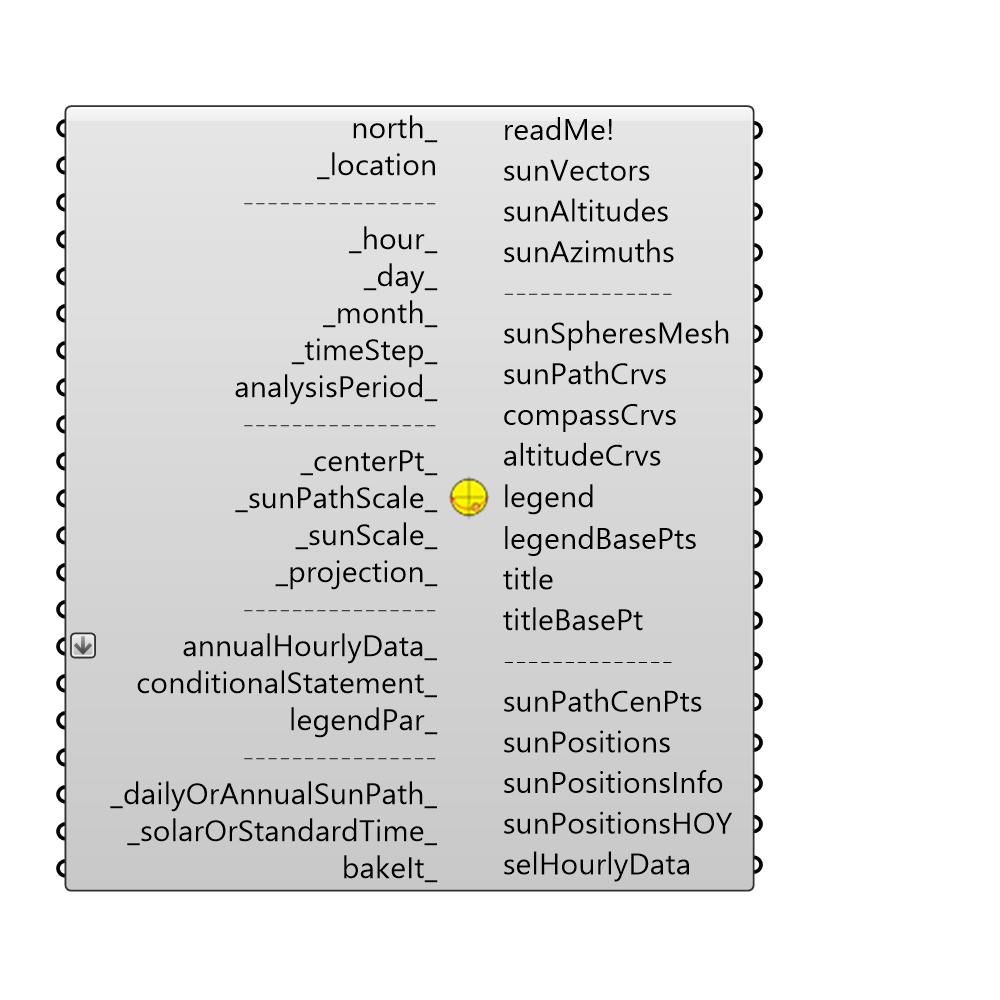 north_
_location
----------------
_hour_
_day_
_month_
_timeStep_
analysisPeriod_
----------------
_centerPt_
_sunPathScale_
_sunScale_
_projection_
----------------
annualHourlyData_
conditionalStatement_
legendPar_
----------------
_dailyOrAnnualSunPath_
_solarOrStandardTime_
bakeIt_
readMe!
sunVectors
sunAltitudes
sunAzimuths
--------------
sunSpheresMesh
sunPathCrvs
compassCrvs
altitudeCrvs
legend
legendBasePts
title
titleBasePt
--------------
sunPathCenPts
sunPositions
sunPositionsInfo
sunPositionsHOY
selHourlyData